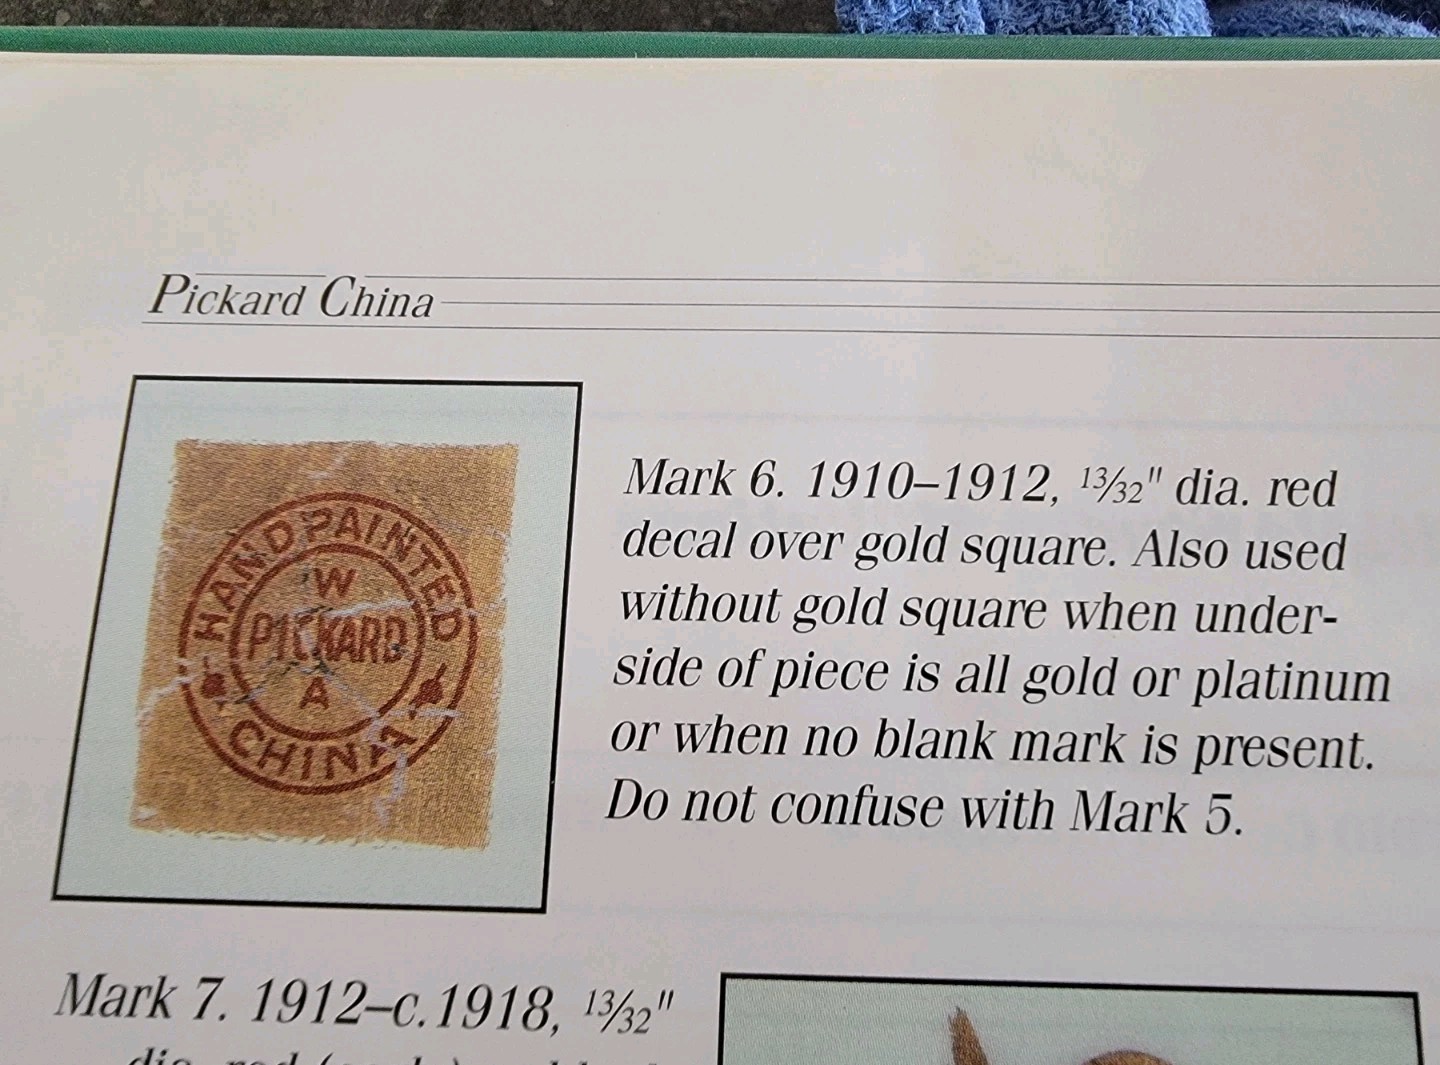 Pickard China
HAND PAINTED
W
PICKARD
A
CHINA
Mark 6. 1910–1912, 13/32" dia. red
decal over gold square. Also used
without gold square when under-
side of piece is all gold or platinum
or when no blank mark is present.
Do not confuse with Mark 5.
Mark 7. 1912–c.1918, 13/32"
dia. red